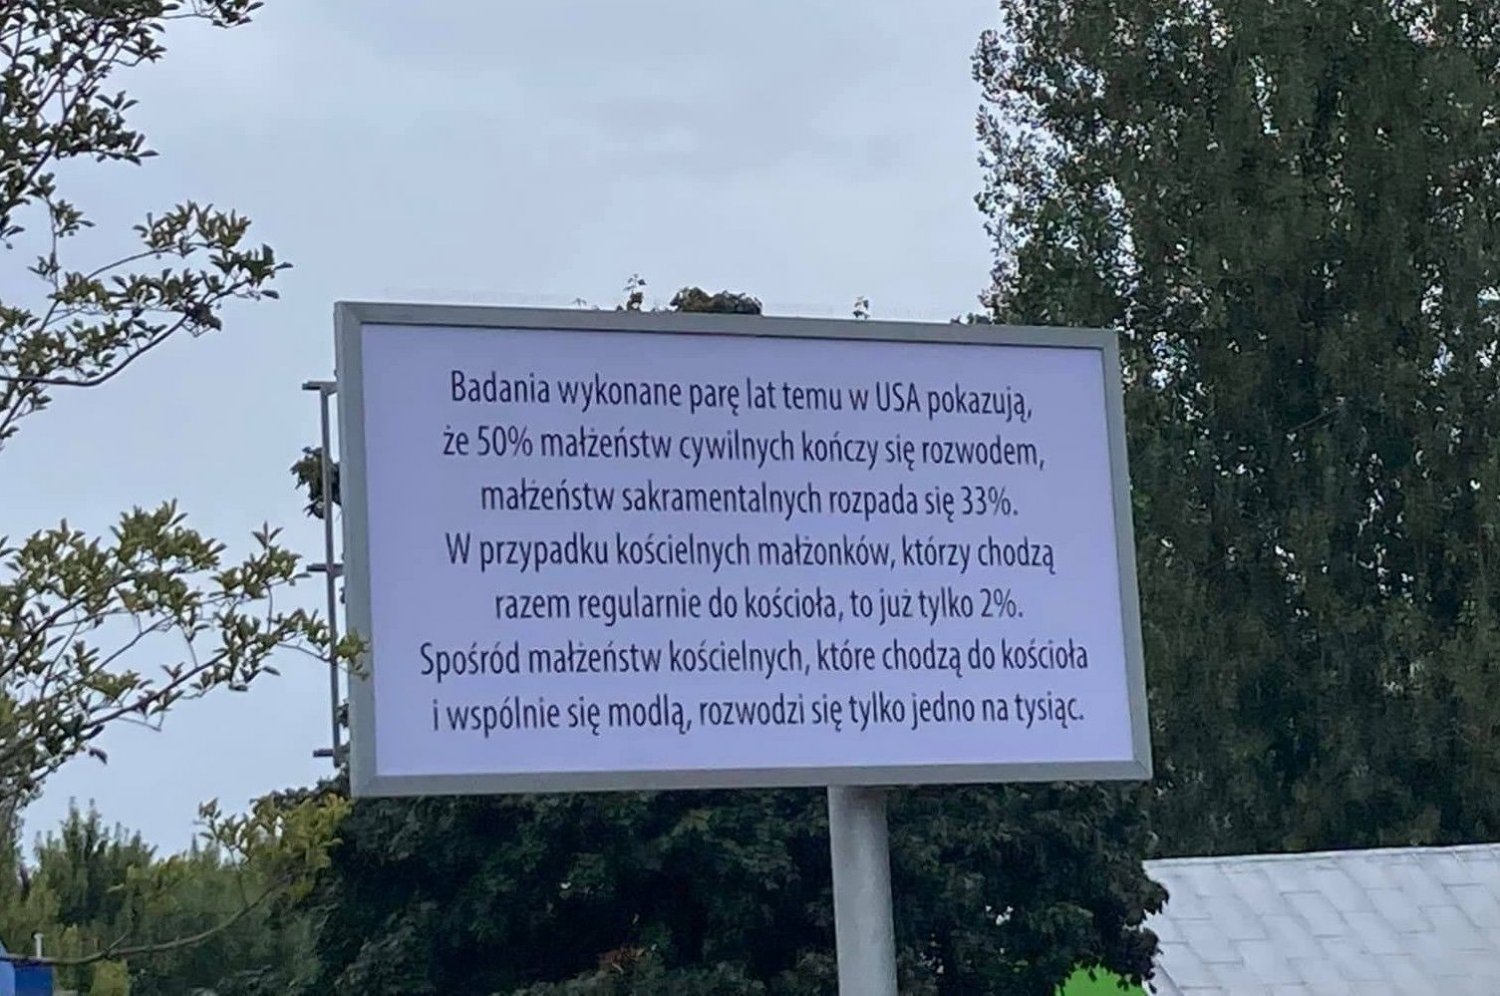 Badania wykonane parę lat temu w USA pokazują,
że 50% małżeństw cywilnych kończy się rozwodem,
małżeństw sakramentalnych rozpada się 33%.
W przypadku kościelnych małżonków, którzy chodzą
razem regularnie do kościoła, to już tylko 2%.
Spośród małżeństw kościelnych, które chodzą do kościoła
i wspólnie się modlą, rozwodzi się tylko jedno na tysiąc.